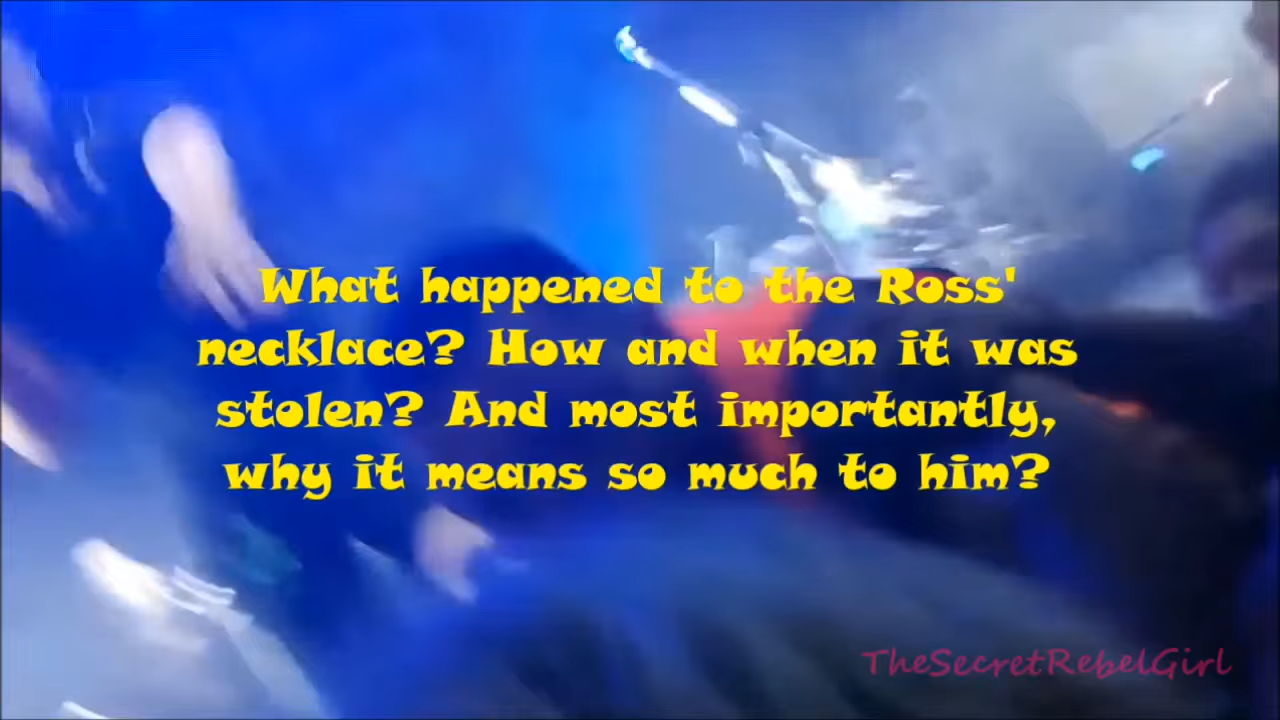 What happened to the Ross'
necklace? How and when it was
stolen? And most importantly,
why it means so much to him?
TheSecretRebelGirl